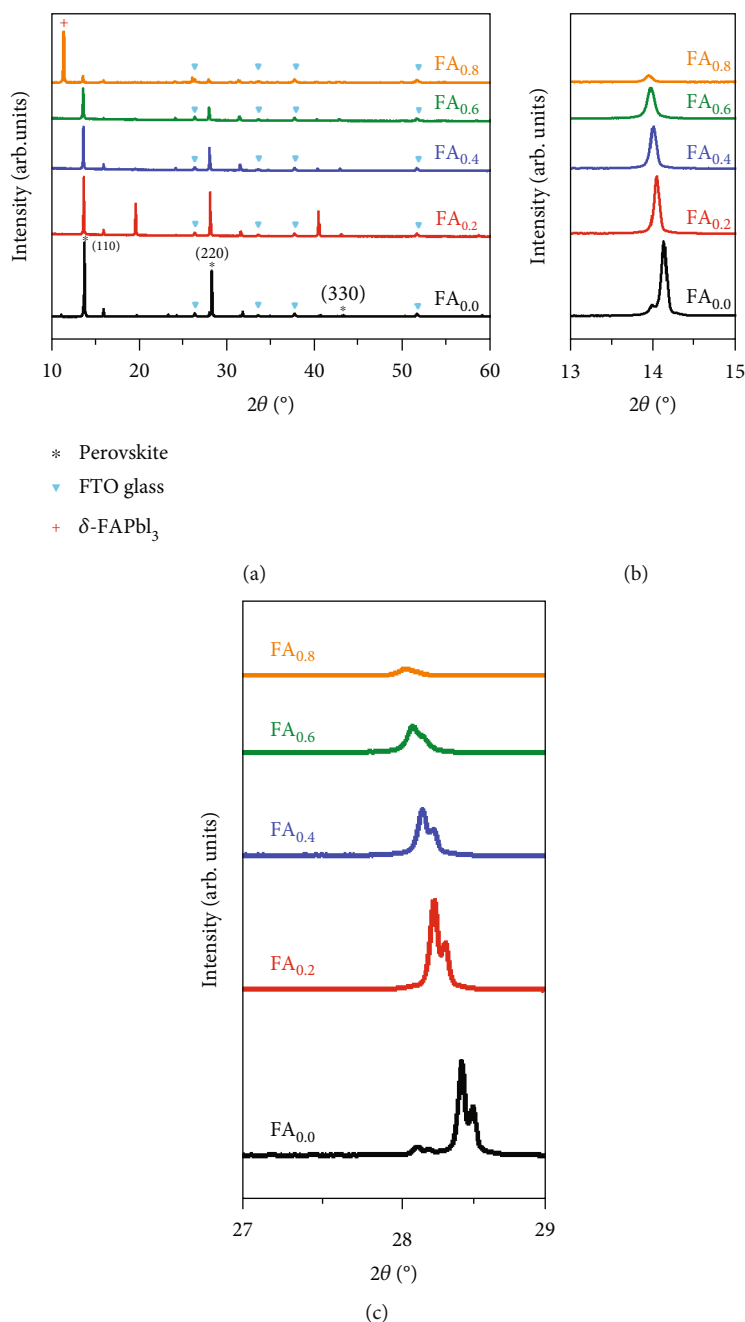 +
FA0.8
FA0.6
FA0.4
FA0.2
* (110)
(220)
*
(330)
*
FA0.0
Intensity (arb.units)
10 20 30 40 50 60
2θ (°)
* Perovskite
▼ FTO glass
+ δ-FAPbI3
(a)
FA0.8
FA0.6
FA0.4
FA0.2
FA0.0
Intensity (arb. units)
13 14 15
2θ (°)
(b)
FA0.8
FA0.6
FA0.4
FA0.2
FA0.0
Intensity (arb. units)
27 28 29
2θ (°)
(c)